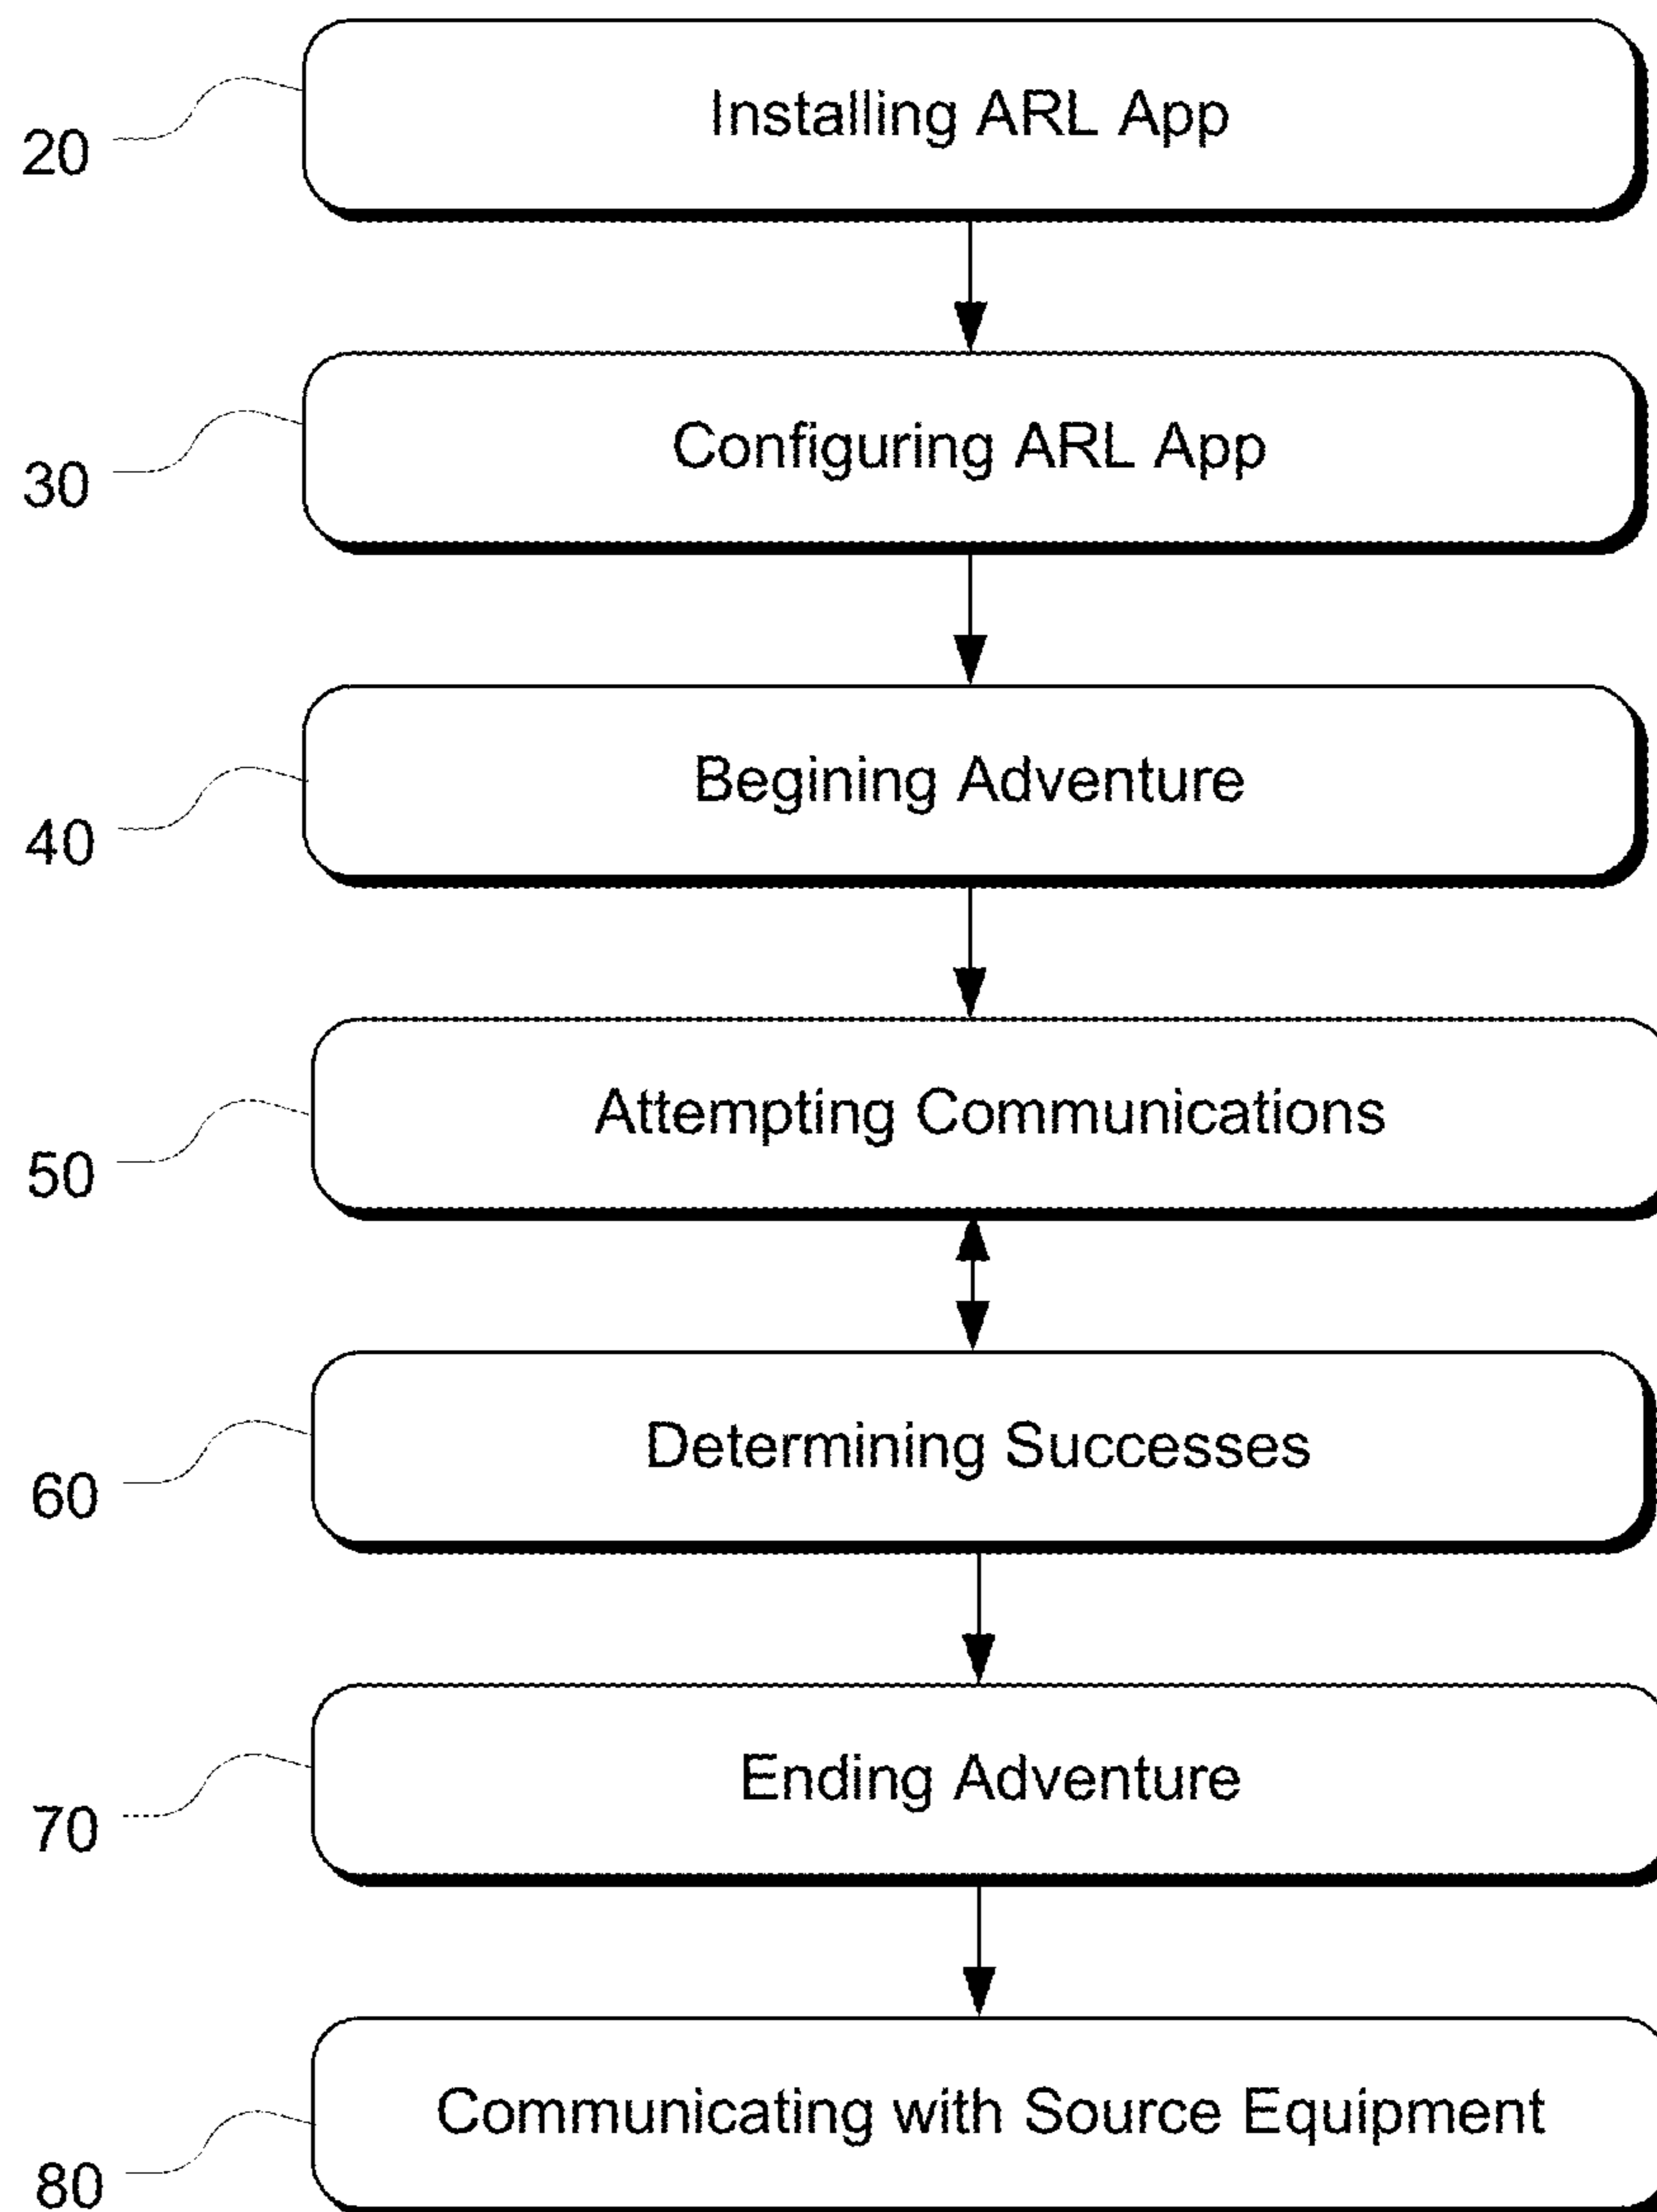 Installing ARL App
20
Configuring ARL App
30
Begining Adventure
40
Attempting Communications
50
Determining Successes
60
Ending Adventure
70
Communicating with Source Equipment
80